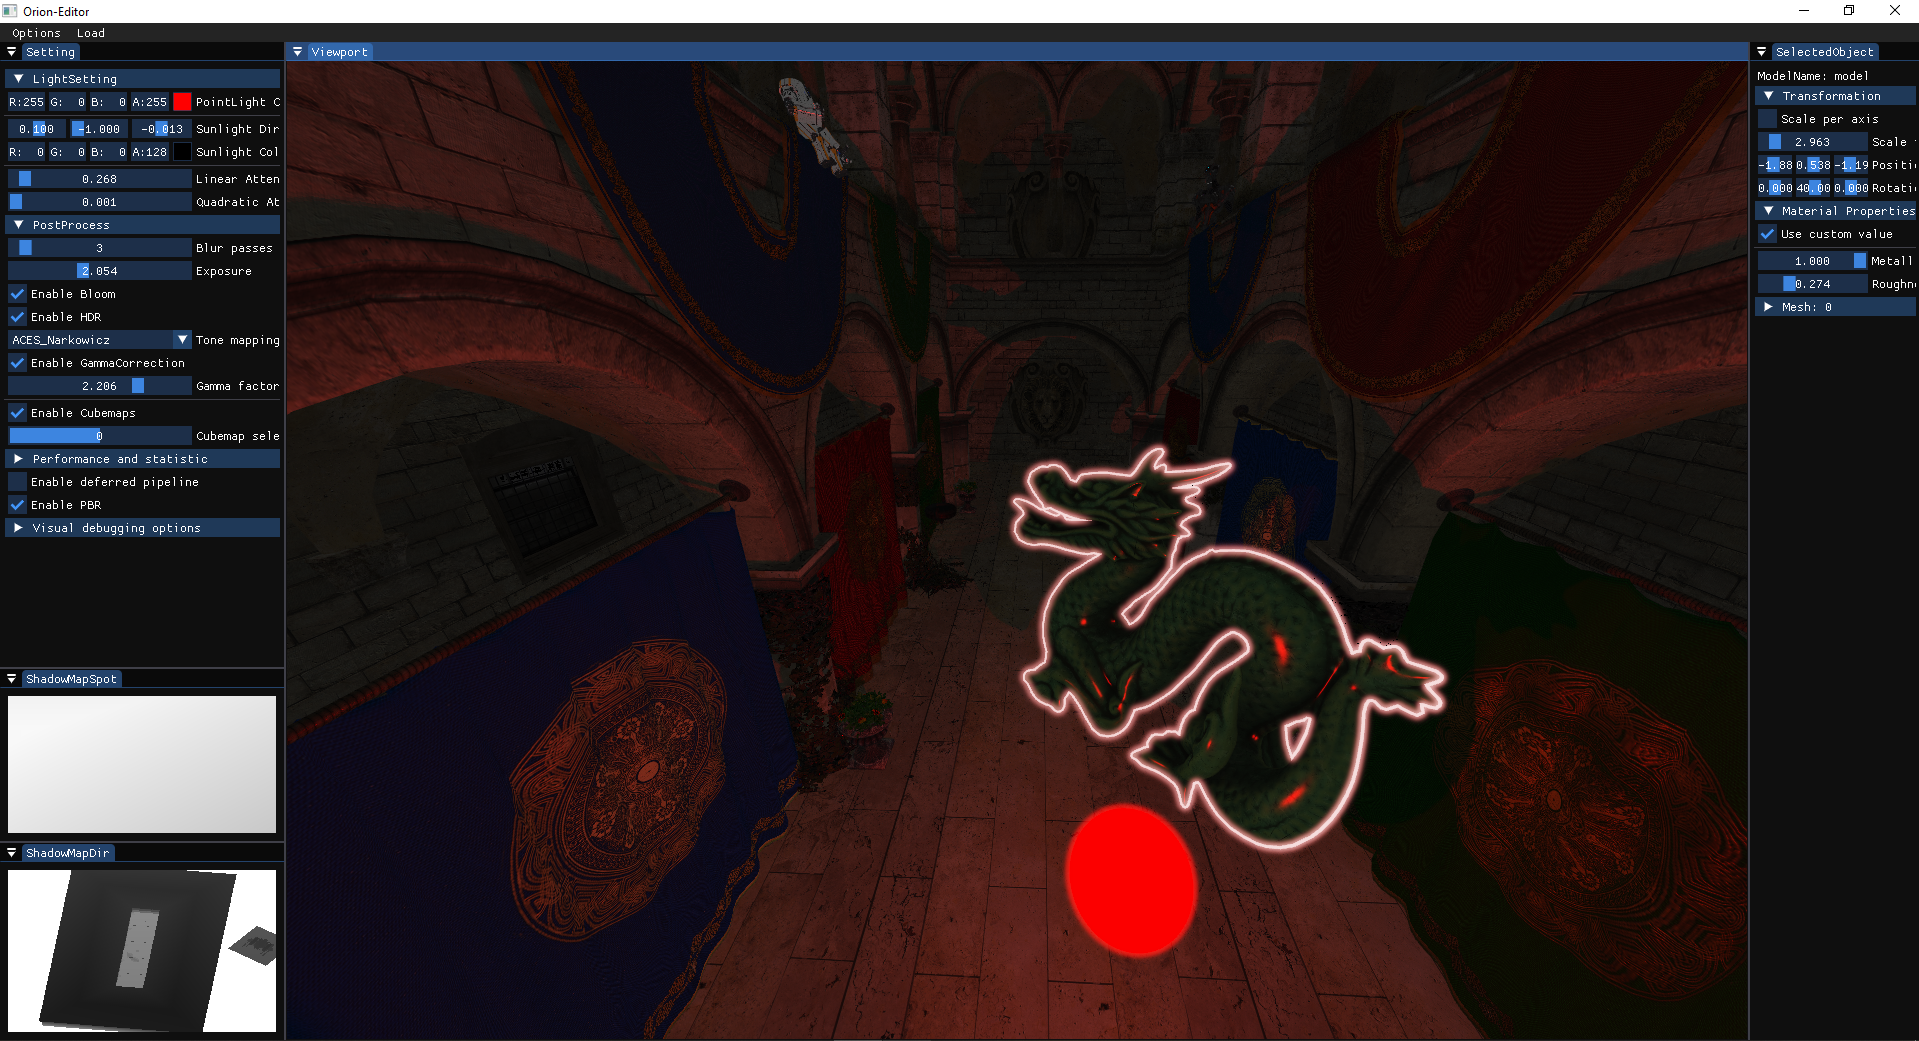 Orion-Editor
Options Load
Setting
LightSetting
R:255 G: 0 B: 0 A:255 PointLight C
0.100 -1.000 -0.013 Sunlight Dir
R: 0 G: 0 B: 0 A:128 Sunlight Col
0.268 Linear Atten
0.001 Quadratic At
PostProcess
3 Blur passes
2.054 Exposure
Enable Bloom
Enable HDR
ACES_Narkowicz Tone mapping
Enable GammaCorrection
2.206 Gamma factor
Enable Cubemaps
0 Cubemap sele
Performance and statistic
Enable deferred pipeline
Enable PBR
Visual debugging options
ShadowMapSpot
ShadowMapDir
Viewport
SelectedObject
ModelName: model
Transformation
Scale per axis
2.963 Scale
-1.88 0.538 -1.19 Positi
0.000 40.00 0.000 Rotati
Material Properties
Use custom value
1.000 Metall
0.274 Roughn
Mesh: 0